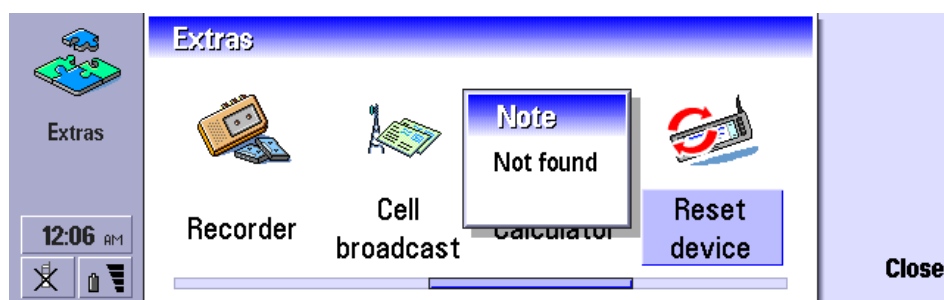 Extras
Extras
Note
Not found
Recorder
Cell
broadcast
Calculator
Reset
device
12:06 AM
Close